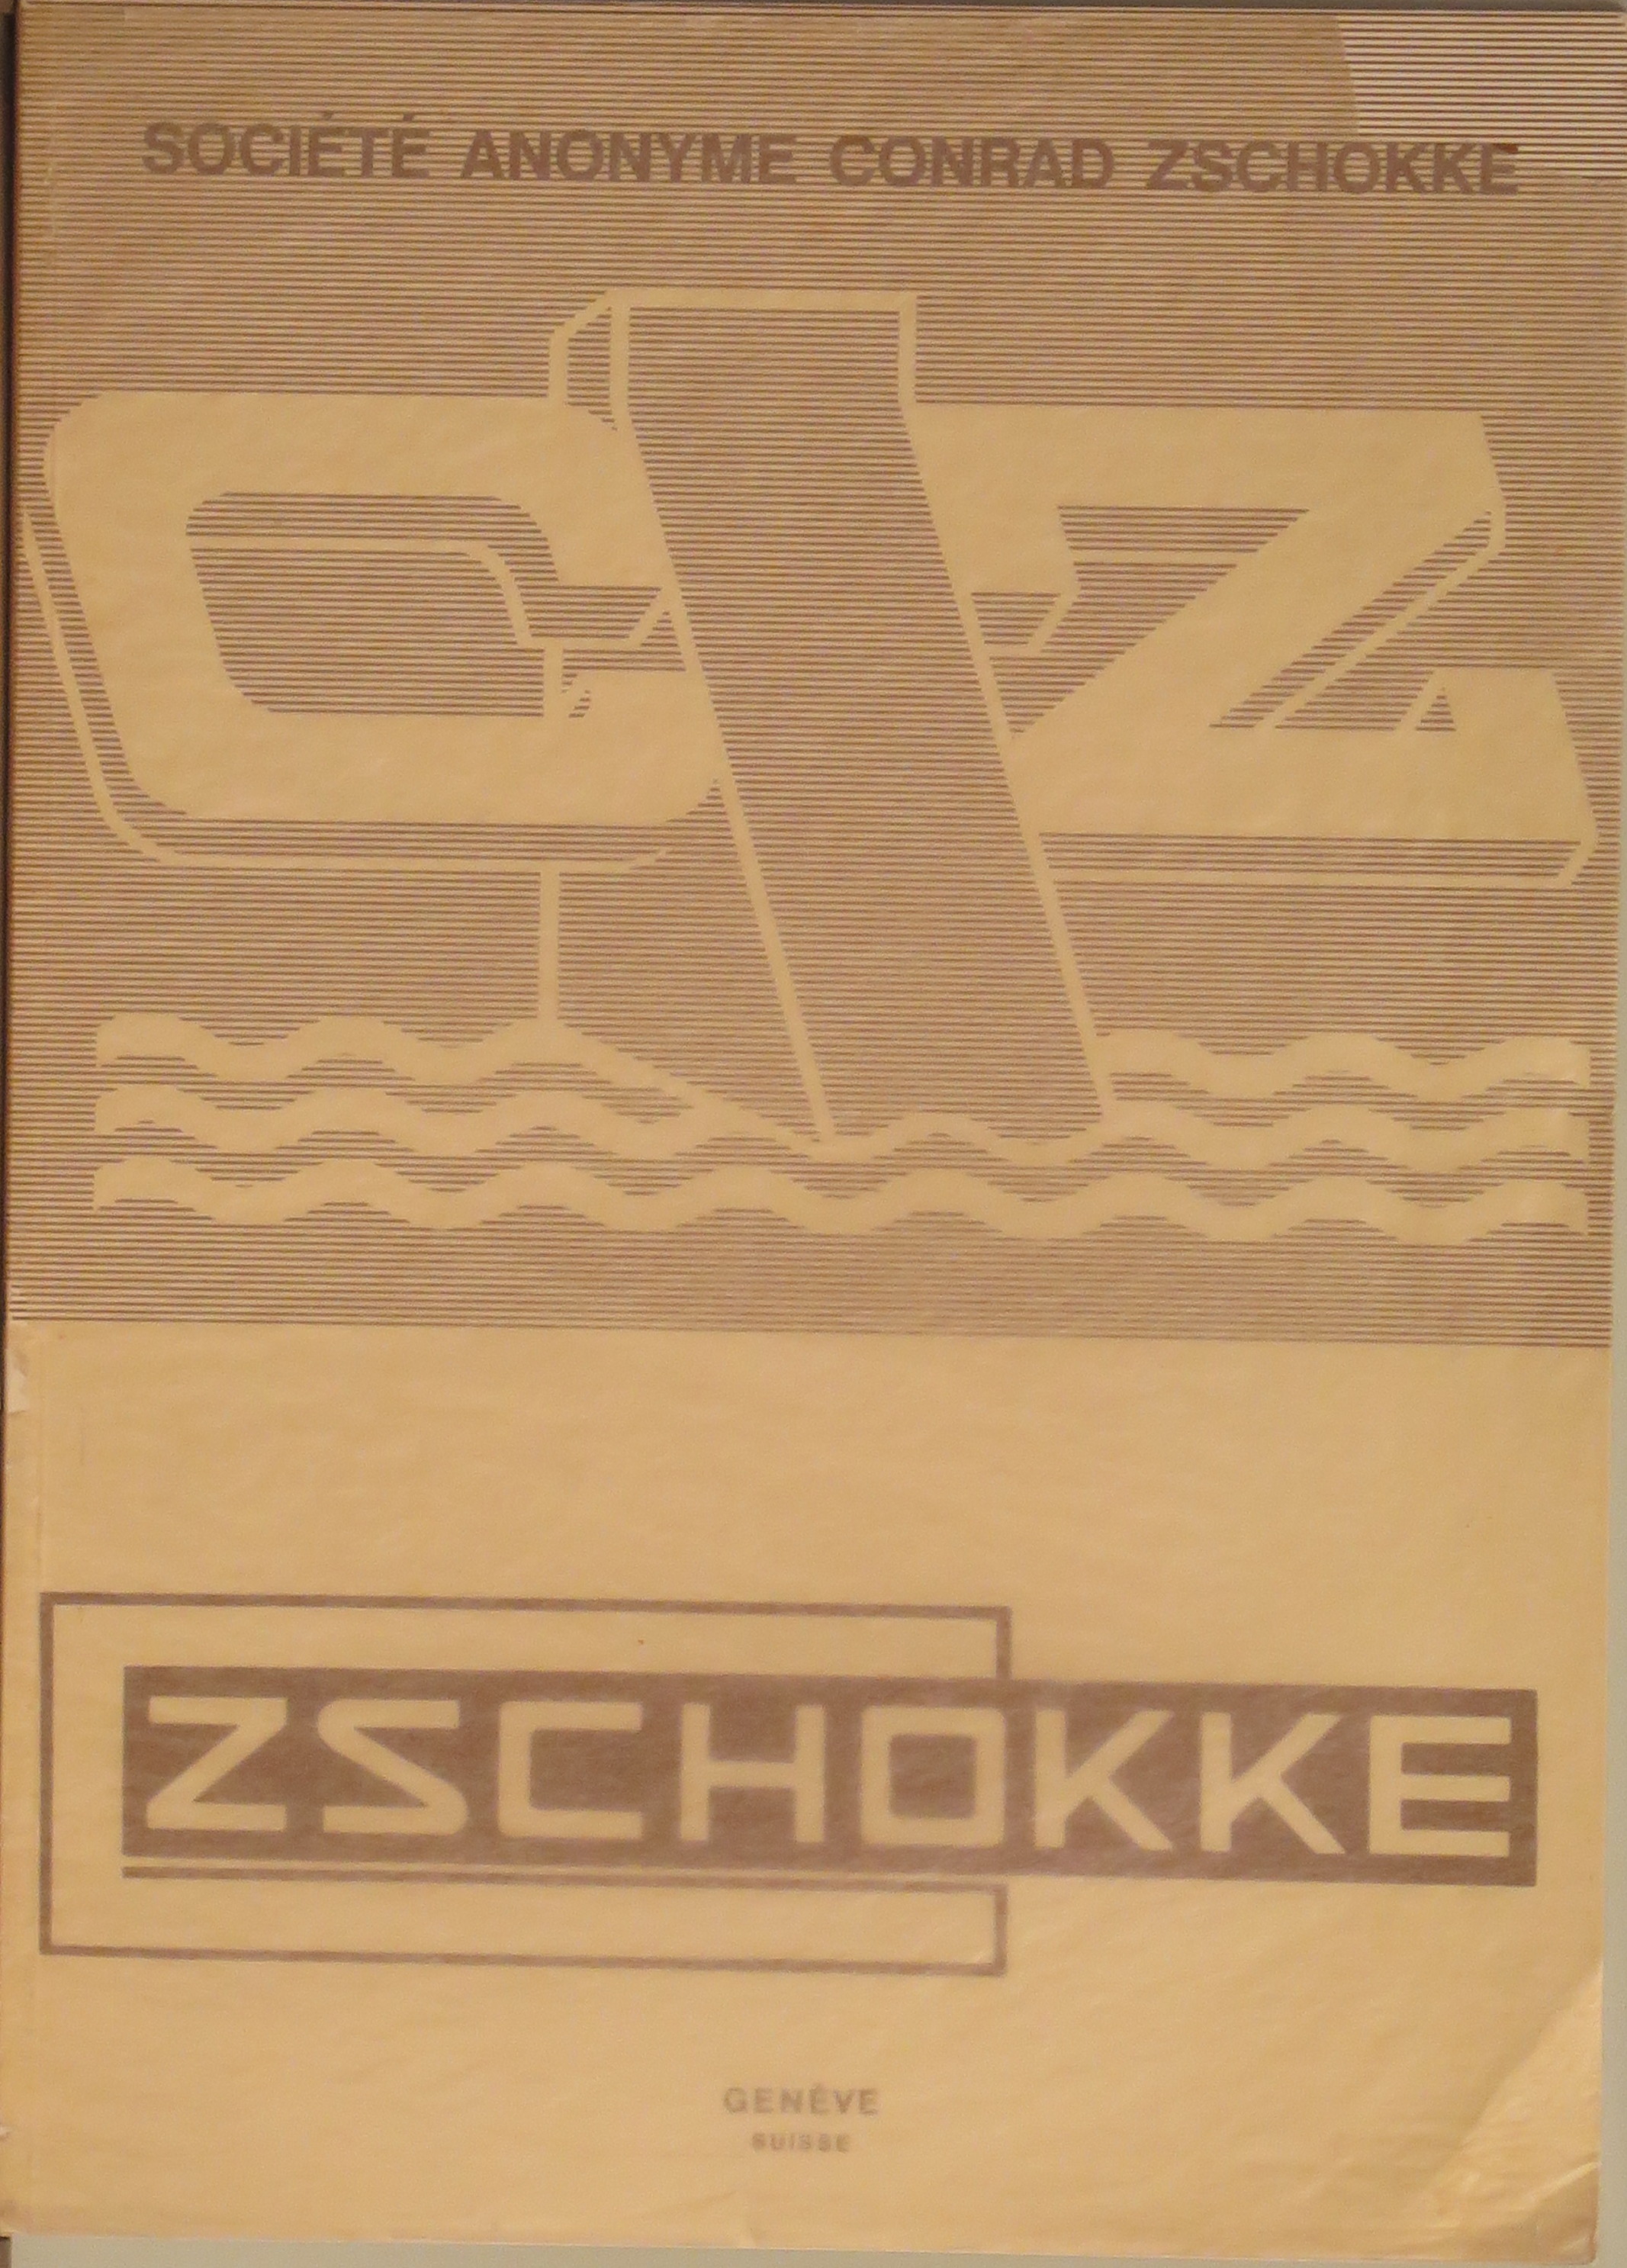 SOCIÉTÉ ANONYME CONRAD ZSCHOKKE
CZ
ZSCHOKKE
GENÈVE
SUISSE